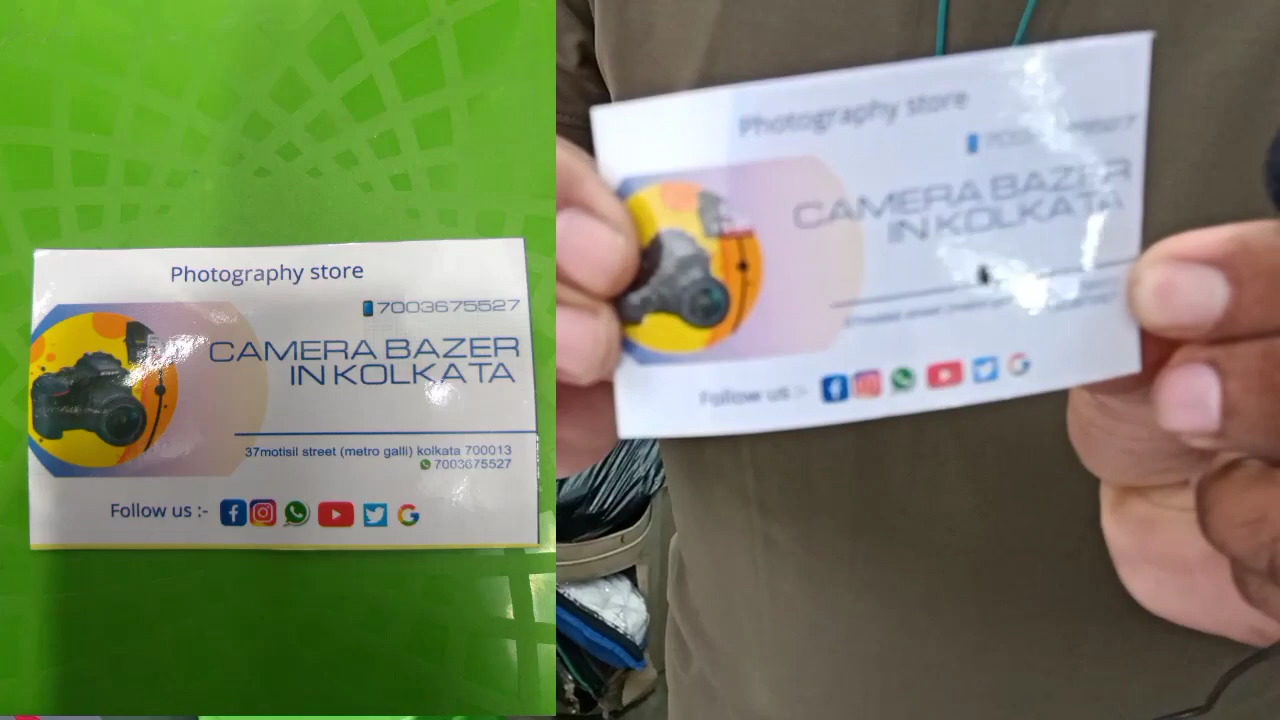 Photography store
7003675527
CAMERA BAZER
IN KOLKATA
37motisil street (metro galli) kolkata 700013
7003675527
Follow us :-
Photography store
CAMERA BAZER
IN KOLKATA
Follow us :-